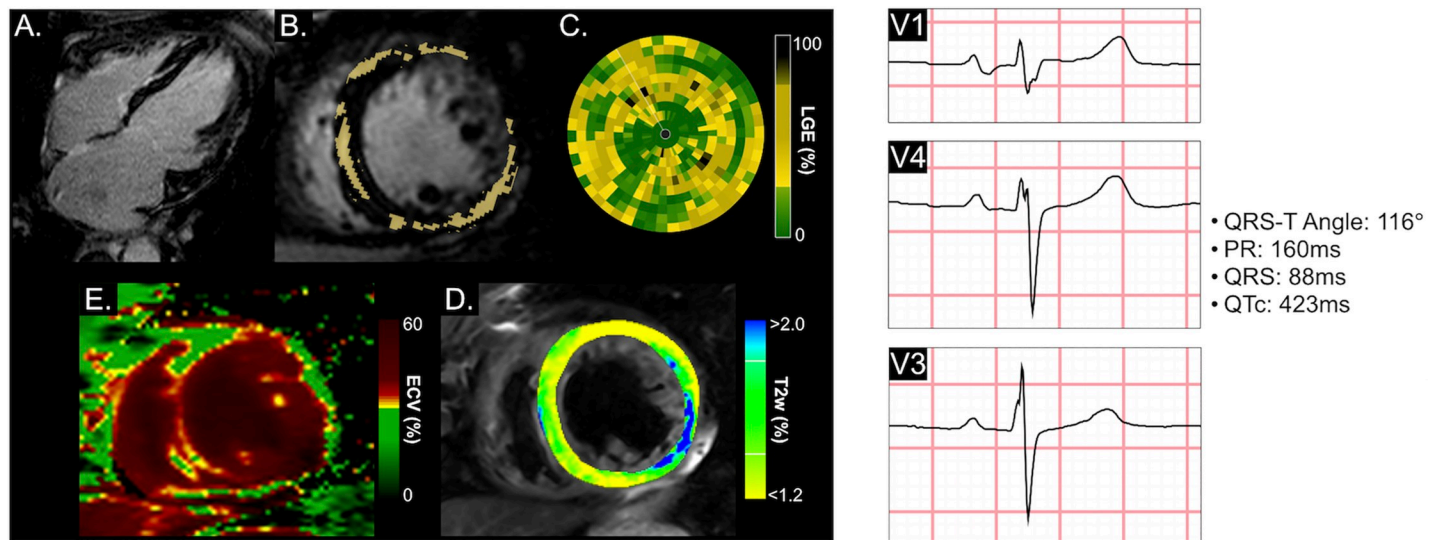 A.
B.
C.
100
LGE (%)
0
E.
60
ECV (%)
0
D.
>2.0
T2w (%)
<1.2
V1
V4
V3
• QRS-T Angle: 116°
• PR: 160ms
• QRS: 88ms
• QTc: 423ms